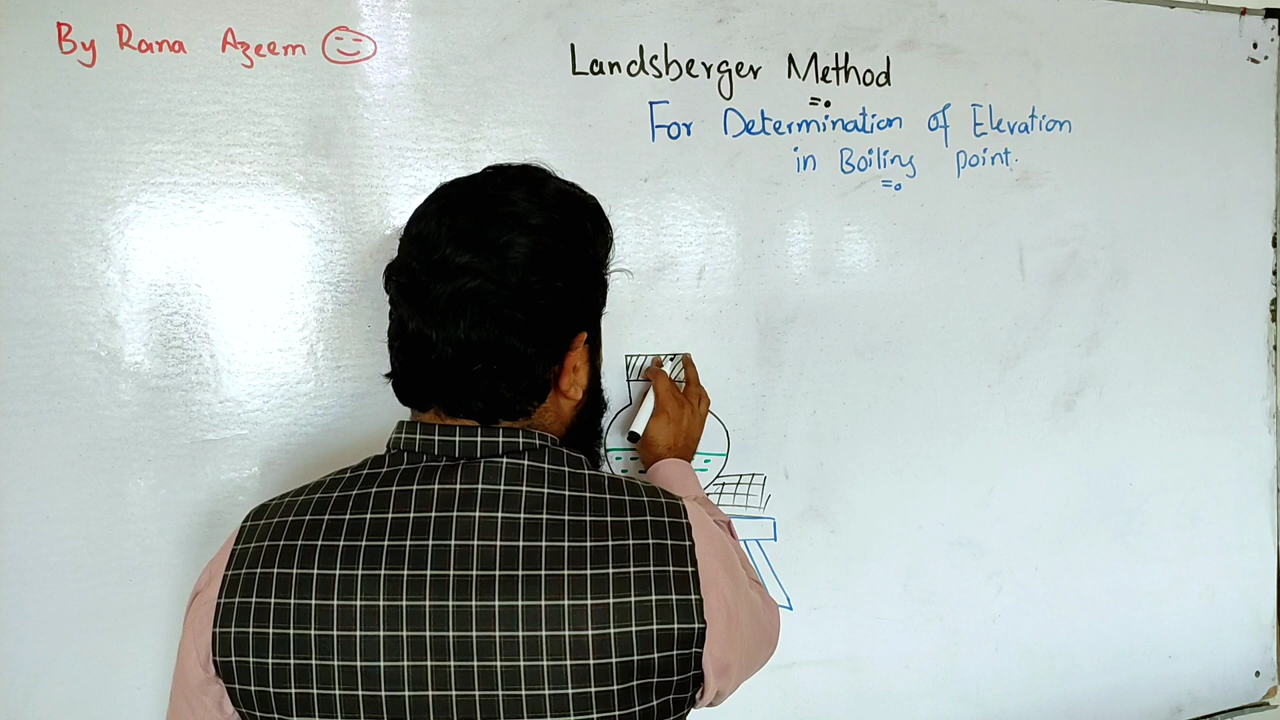 By Rana Azeem
Landsberger Method
For Determination of Elevation
in Boiling point.